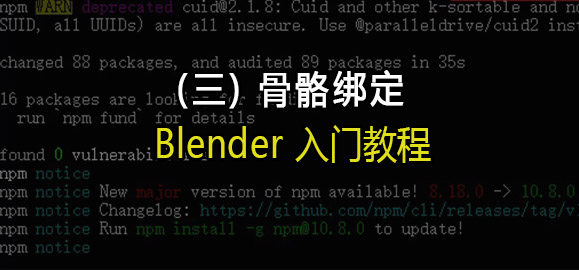 npm WARN deprecated cuid@2.1.8: Cuid and other k-sortable and no
SUID, all UUIDs) are all insecure. Use @paralleldrive/cuid2 inst
changed 88 packages, and audited 89 packages in 35s
(三) 骨骼绑定
16 packages are looking for funding
run `npm fund` for details
Blender 入门教程
found 0 vulnerabi
npm notice
npm notice New major version of npm available! 8.18.0 -> 10.8.0
npm notice Changelog: https://github.com/npm/cli/releases/tag/v
npm notice Run npm install -g npm@10.8.0 to update!
npm notice